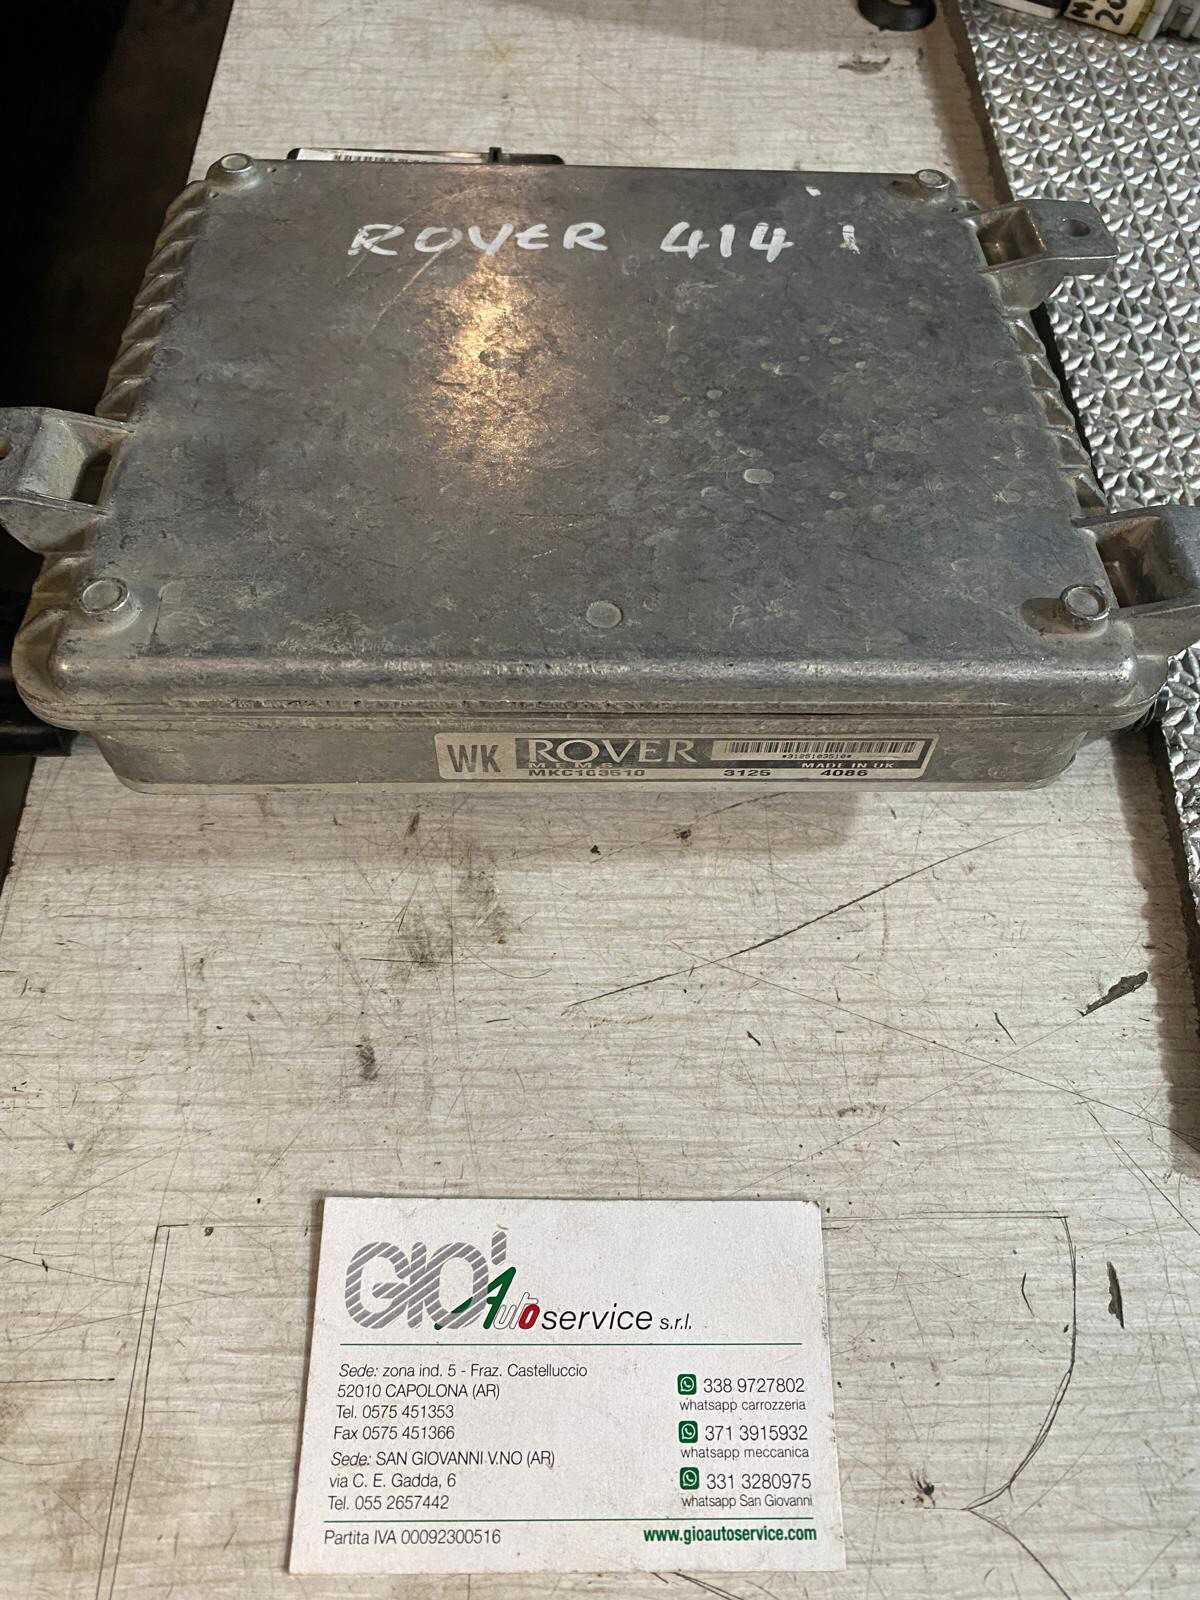 ROVER 414 i
WK ROVER
*3125103510*
MEMS MADE IN UK
MKC103510 3125 4086
GIO' Autoservice s.r.l.
Sede: zona ind. 5 - Fraz. Castelluccio
52010 CAPOLONA (AR)
Tel. 0575 451353
Fax 0575 451366
Sede: SAN GIOVANNI V.NO (AR)
via C. E. Gadda, 6
Tel. 055 2657442
338 9727802
whatsapp carrozzeria
371 3915932
whatsapp meccanica
331 3280975
whatsapp San Giovanni
Partita IVA 00092300516
www.gioautoservice.com